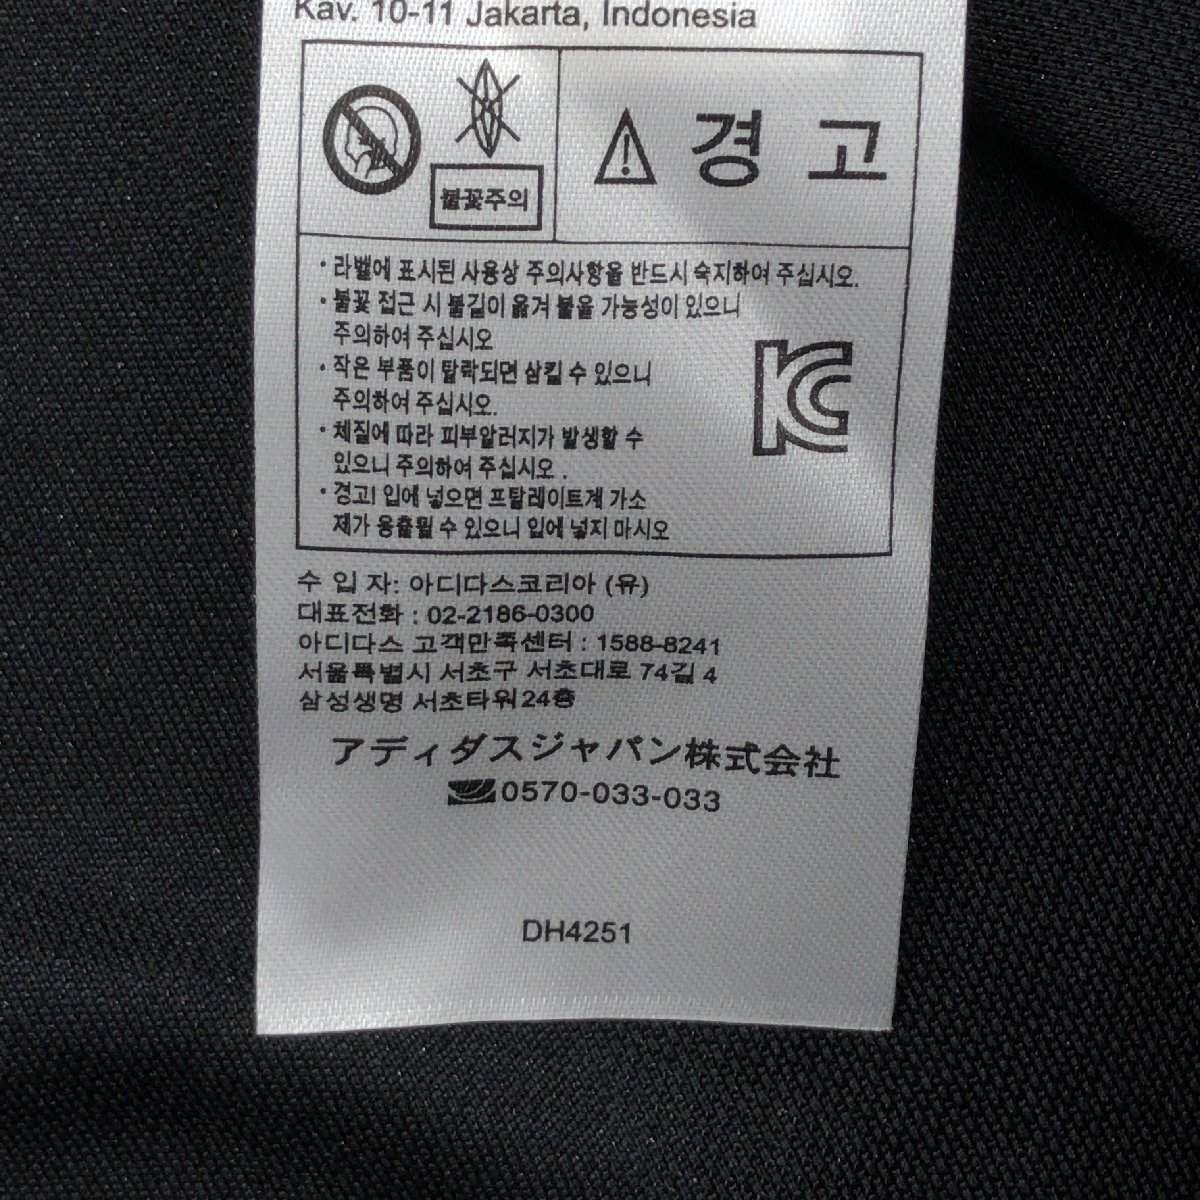 Kav. 10-11 Jakarta, Indonesia
불꽃주의
경 고
· 라벨에 표시된 사용상 주의사항을 반드시 숙지하여 주십시오.
· 불꽃 접근 시 불길이 옮겨 붙을 가능성이 있으니
주의하여 주십시오
· 작은 부품이 탈락되면 삼킬 수 있으니
주의하여 주십시오.
· 체질에 따라 피부알러지가 발생할 수
있으니 주의하여 주십시오 .
· 경고! 입에 넣으면 프탈레이트계 가소
제가 용출될 수 있으니 입에 넣지 마시오
수 입 자: 아디다스코리아 (유)
대표전화 : 02-2186-0300
아디다스 고객만족센터 : 1588-8241
서울특별시 서초구 서초대로 74길 4
삼성생명 서초타워24층
アディダスジャパン株式会社
0570-033-033
DH4251